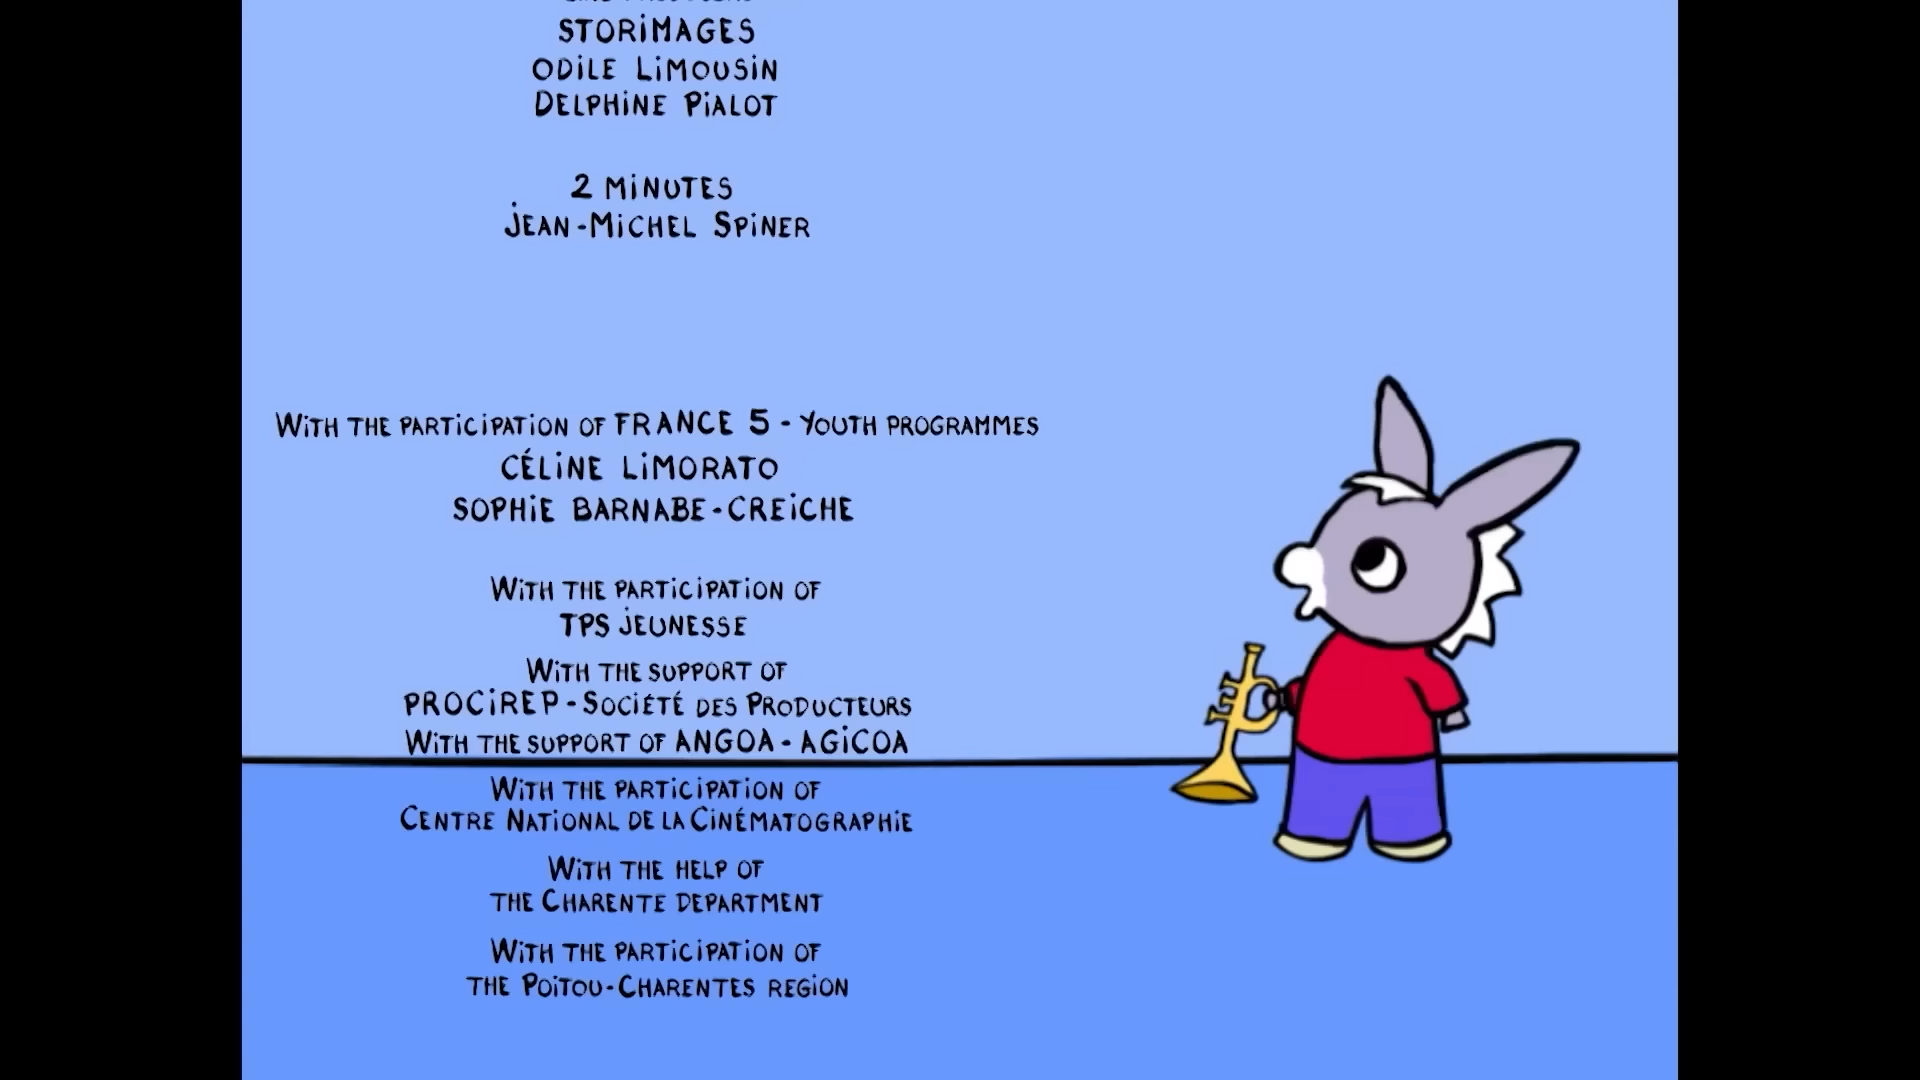 STORiMAGES
ODiLE LiMOUSiN
DELPHiNE PiALOT
2 MiNUTES
JEAN-MiCHEL SPiNER
WiTH THE PARTiCiPATiON OF FRANCE 5 - YOUTH PROGRAMMES
CÉLiNE LiMORATO
SOPHiE BARNABE-CREiCHE
WiTH THE PARTiCiPATiON OF
TPS JEUNESSE
WiTH THE SUPPORT OF
PROCiREP-SOCiÉTÉ DES PRODUCTEURS
WiTH THE SUPPORT OF ANGOA-AGiCOA
WiTH THE PARTiCiPATiON OF
CENTRE NATiONAL DE LA CiNÉMATOGRAPHiE
WiTH THE HELP OF
THE CHARENTE DEPARTMENT
WiTH THE PARTiCiPATiON OF
THE POiTOU-CHARENTES REGiON